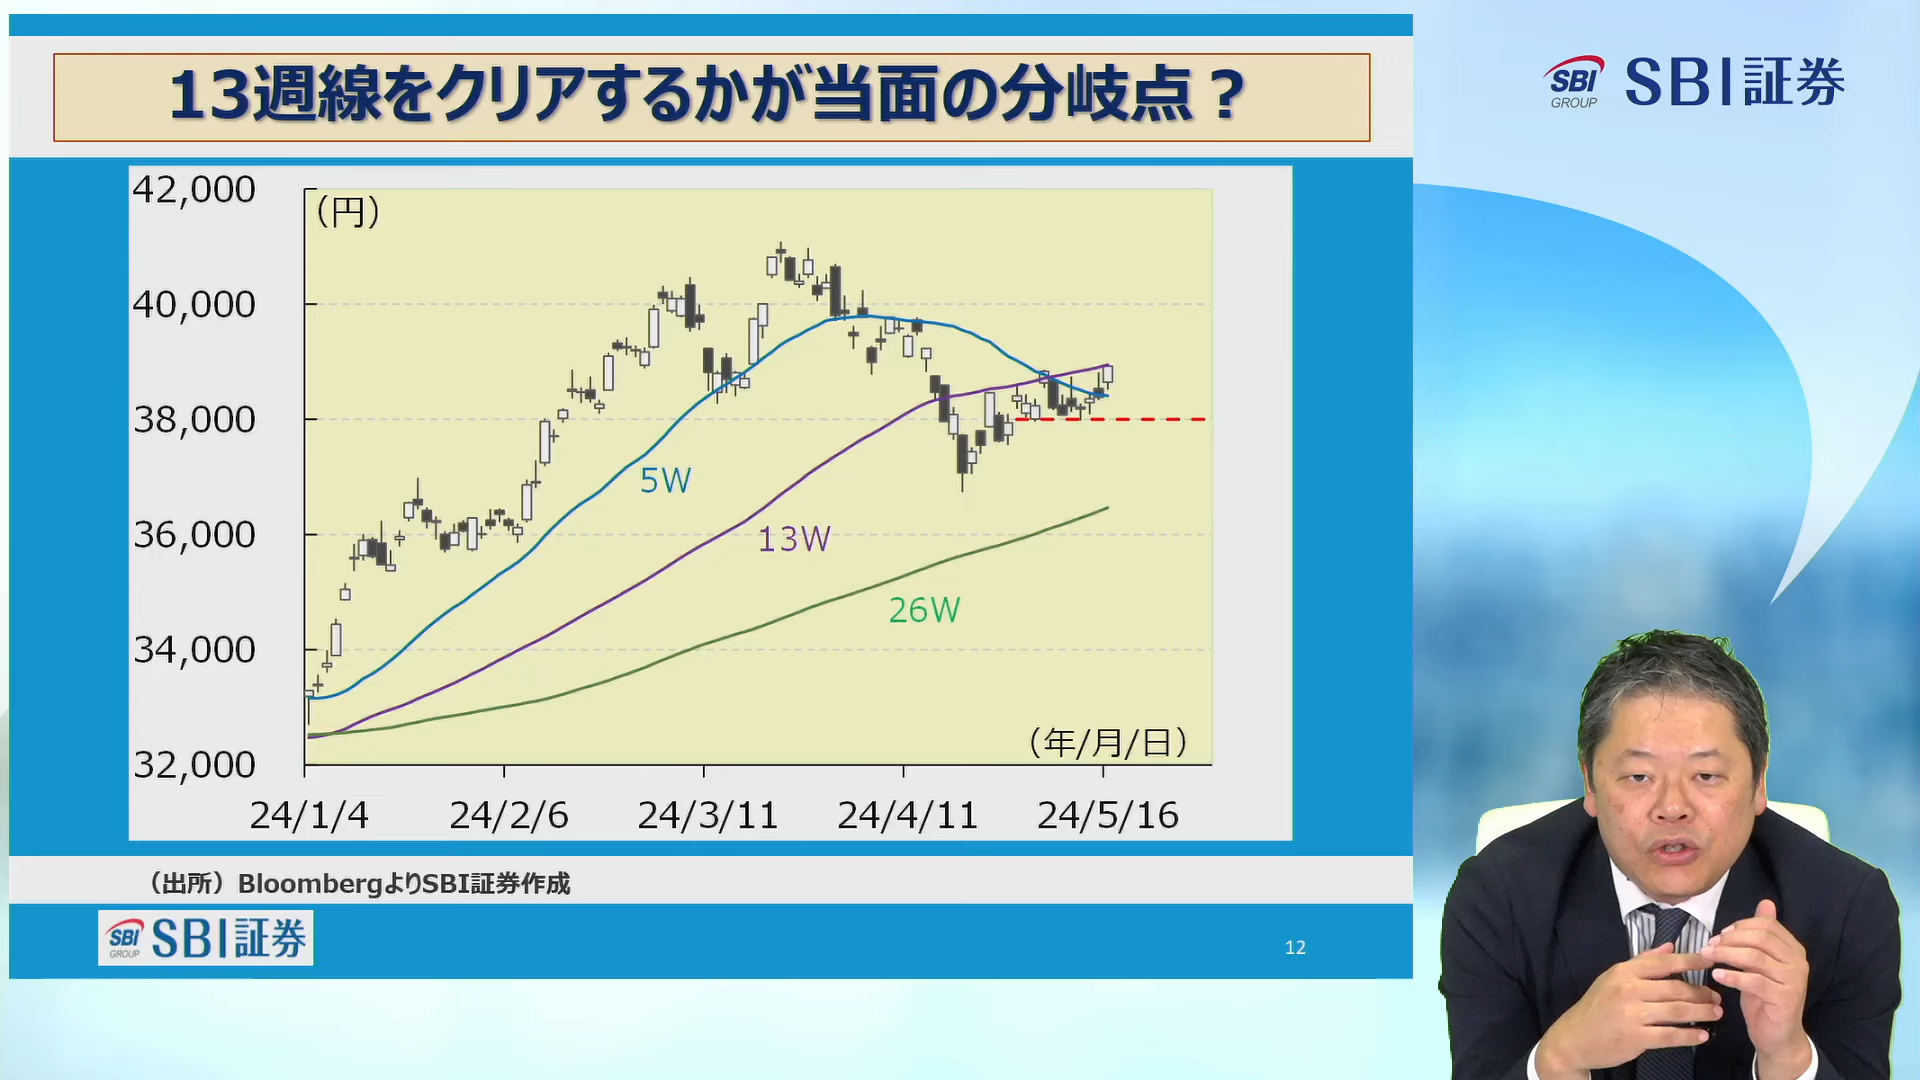 13週線をクリアするかが当面の分岐点？
SBI GROUP SBI証券
42,000
（円）
40,000
38,000
36,000
34,000
32,000
5W
13W
26W
（年/月/日）
24/1/4 24/2/6 24/3/11 24/4/11 24/5/16
（出所）BloombergよりSBI証券作成
SBI GROUP SBI証券
12